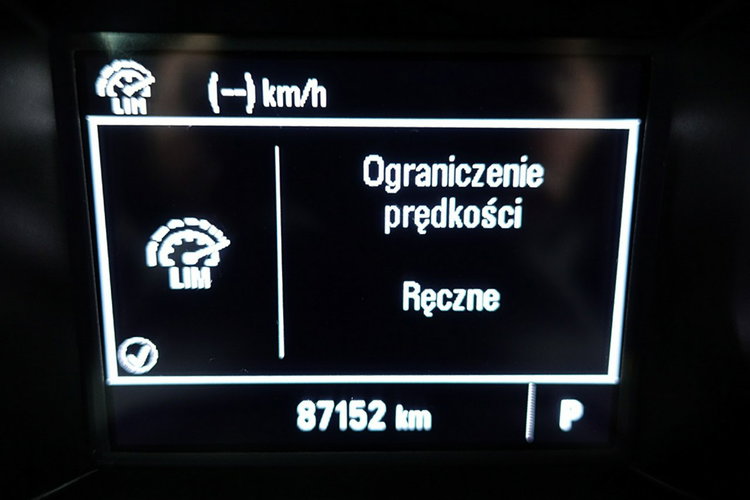 LIM (--) km/h
Ograniczenie
prędkości
LIM
Ręczne
87152 km P